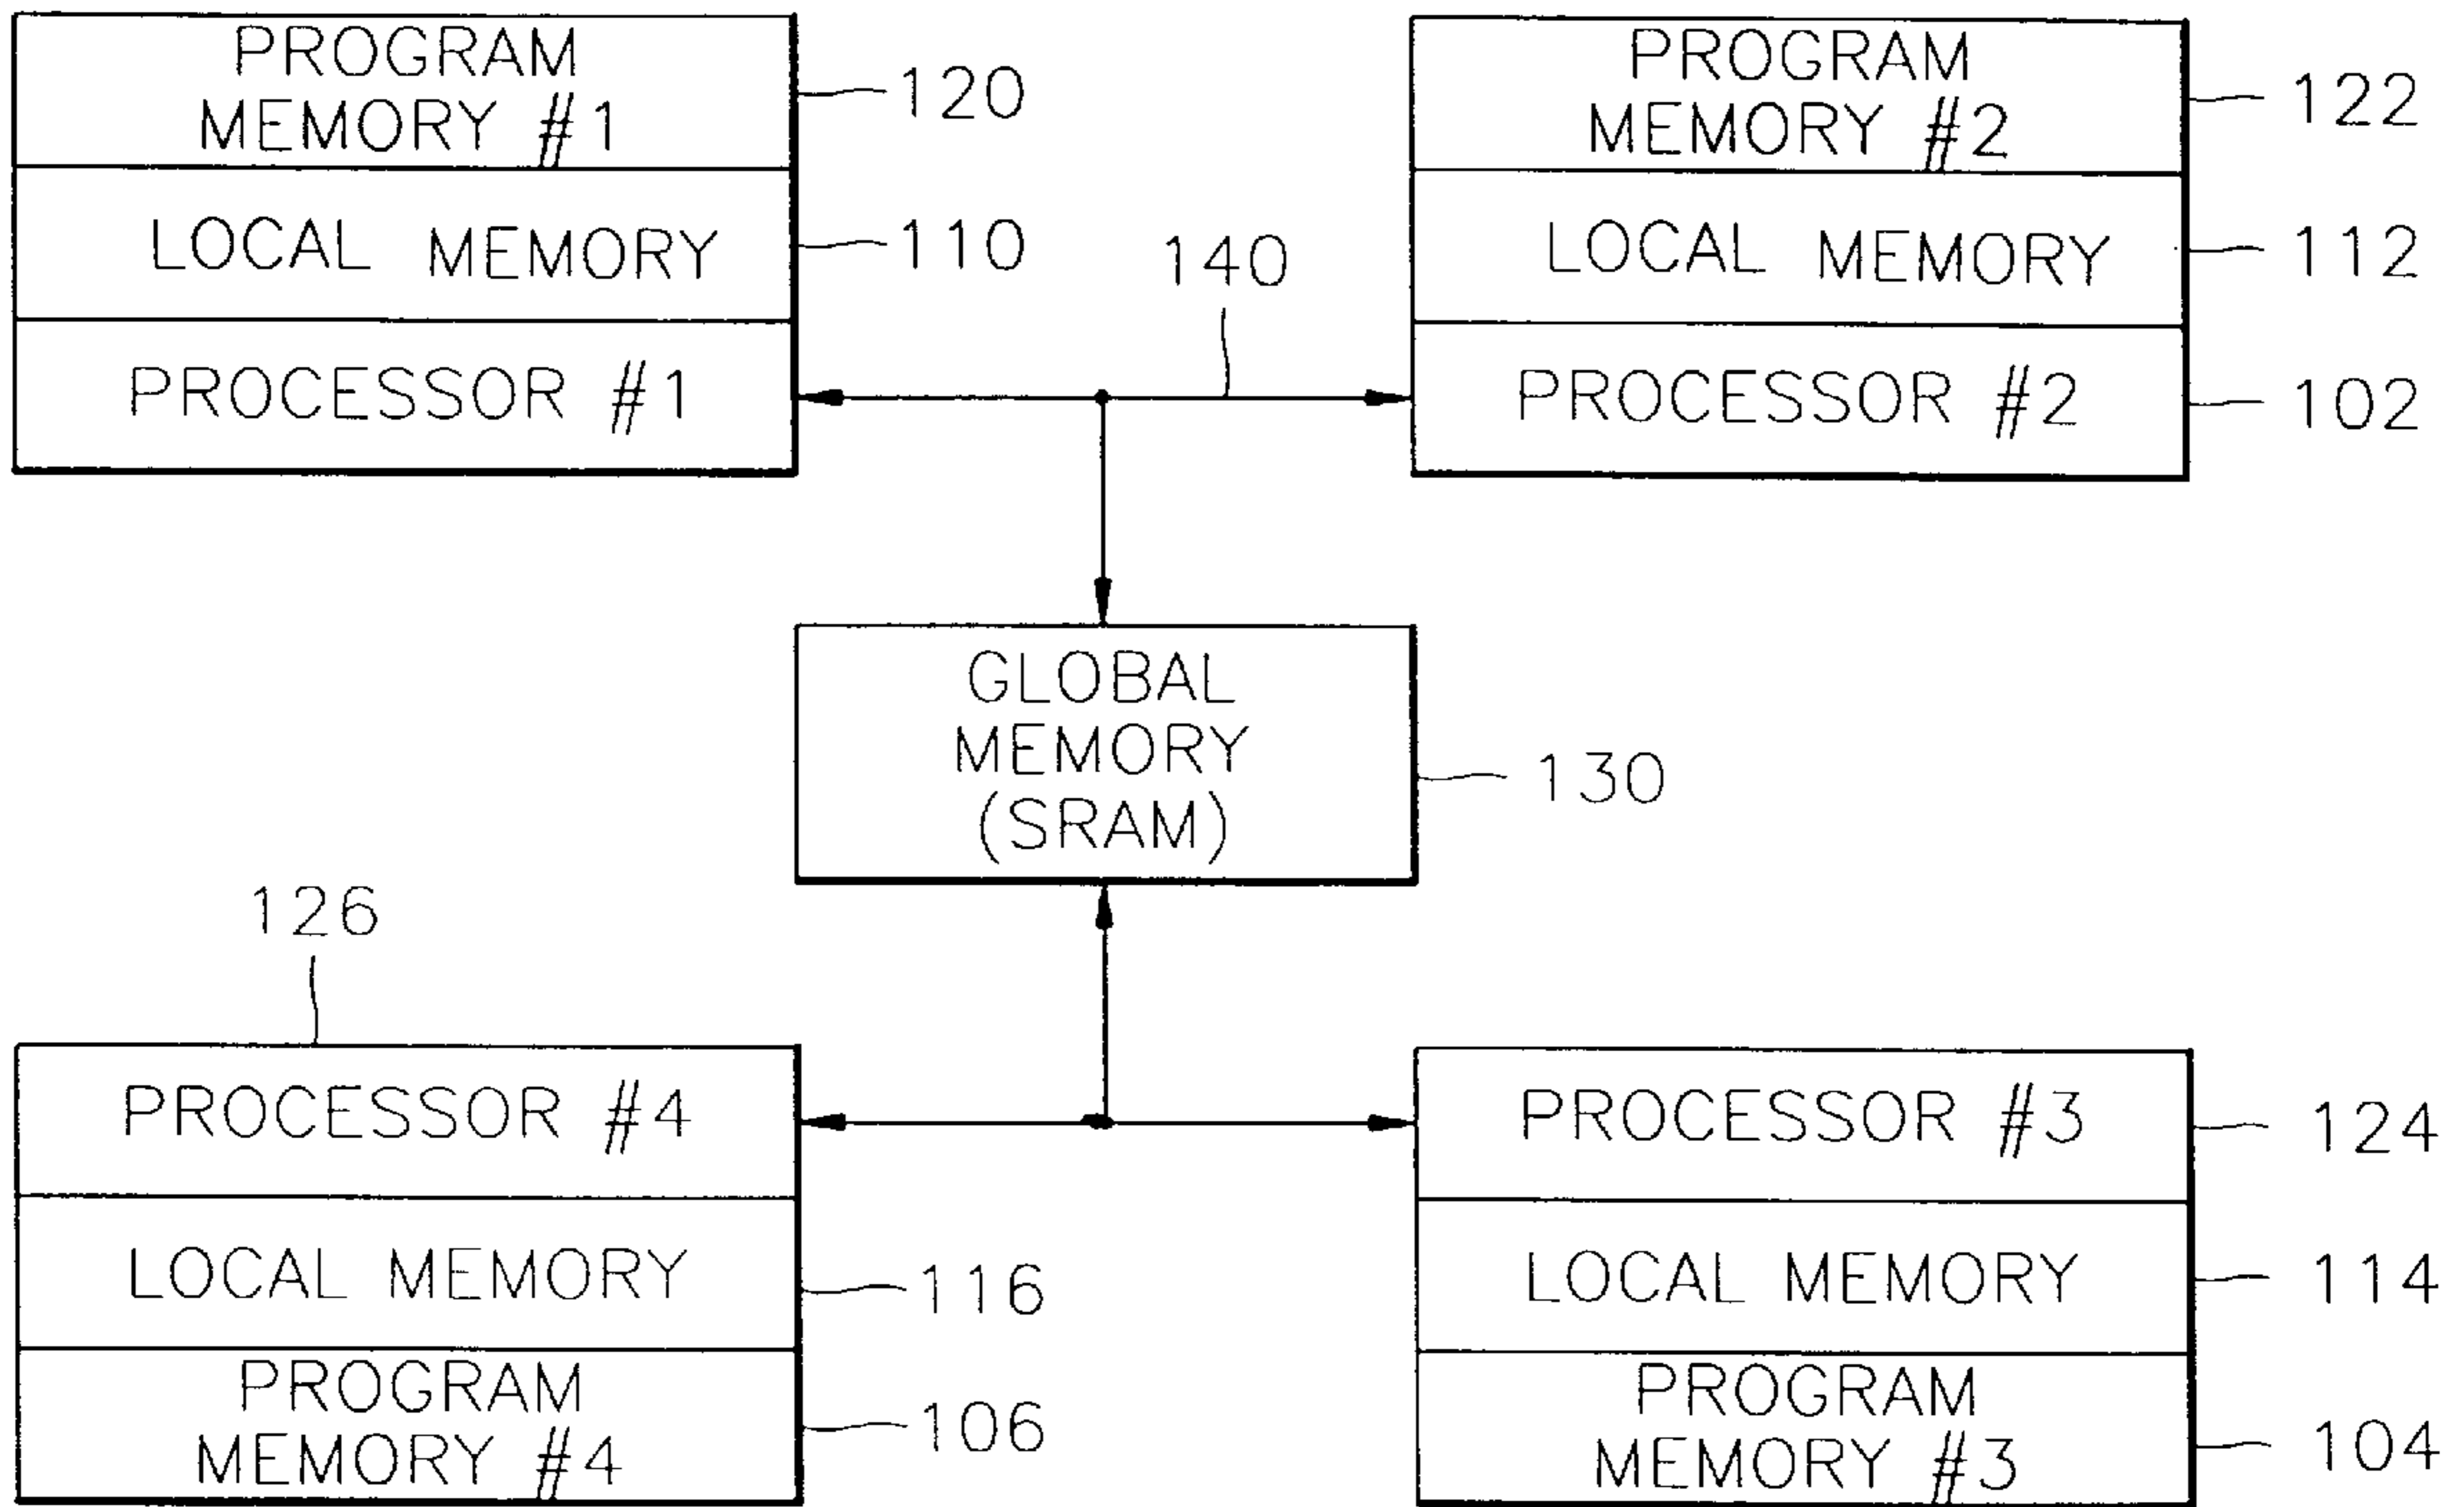 PROGRAM
MEMORY #1
120
LOCAL MEMORY
110
PROCESSOR #1
140
PROGRAM
MEMORY #2
122
LOCAL MEMORY
112
PROCESSOR #2
102
GLOBAL
MEMORY
(SRAM)
130
126
PROCESSOR #4
LOCAL MEMORY
116
PROGRAM
MEMORY #4
106
PROCESSOR #3
124
LOCAL MEMORY
114
PROGRAM
MEMORY #3
104